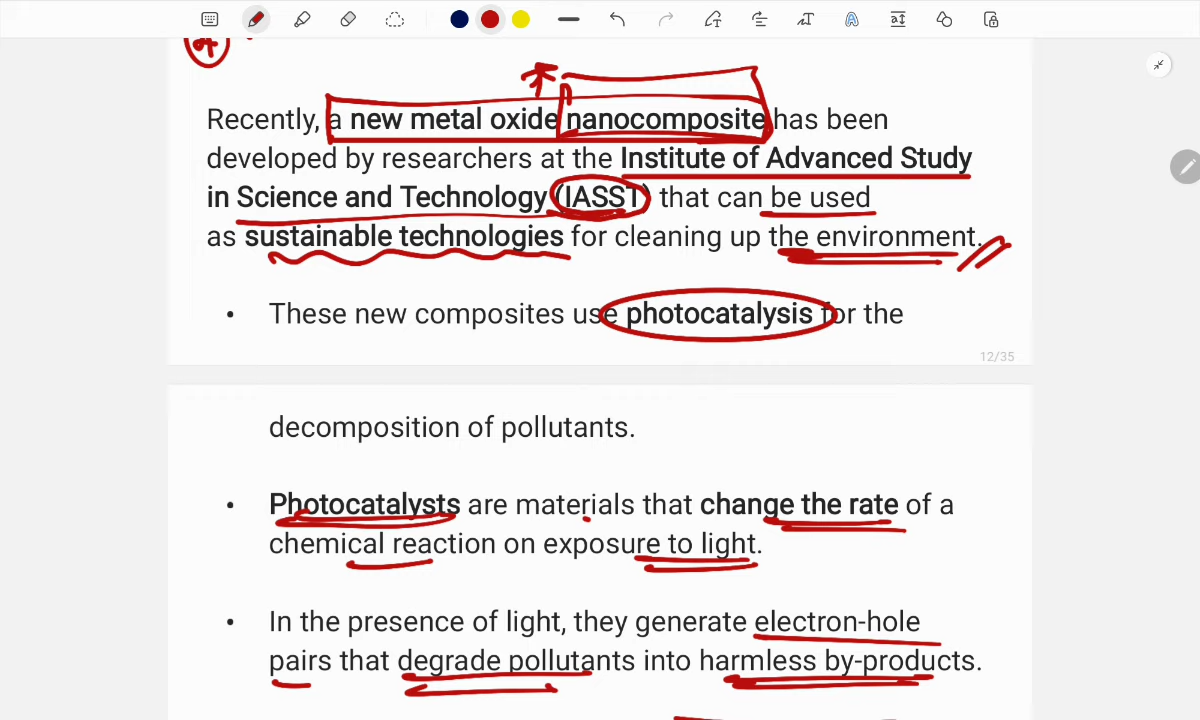 Recently, a new metal oxide nanocomposite has been
developed by researchers at the Institute of Advanced Study
in Science and Technology (IASST) that can be used
as sustainable technologies for cleaning up the environment.
• These new composites use photocatalysis for the
12/35
decomposition of pollutants.
• Photocatalysts are materials that change the rate of a
chemical reaction on exposure to light.
• In the presence of light, they generate electron-hole
pairs that degrade pollutants into harmless by-products.